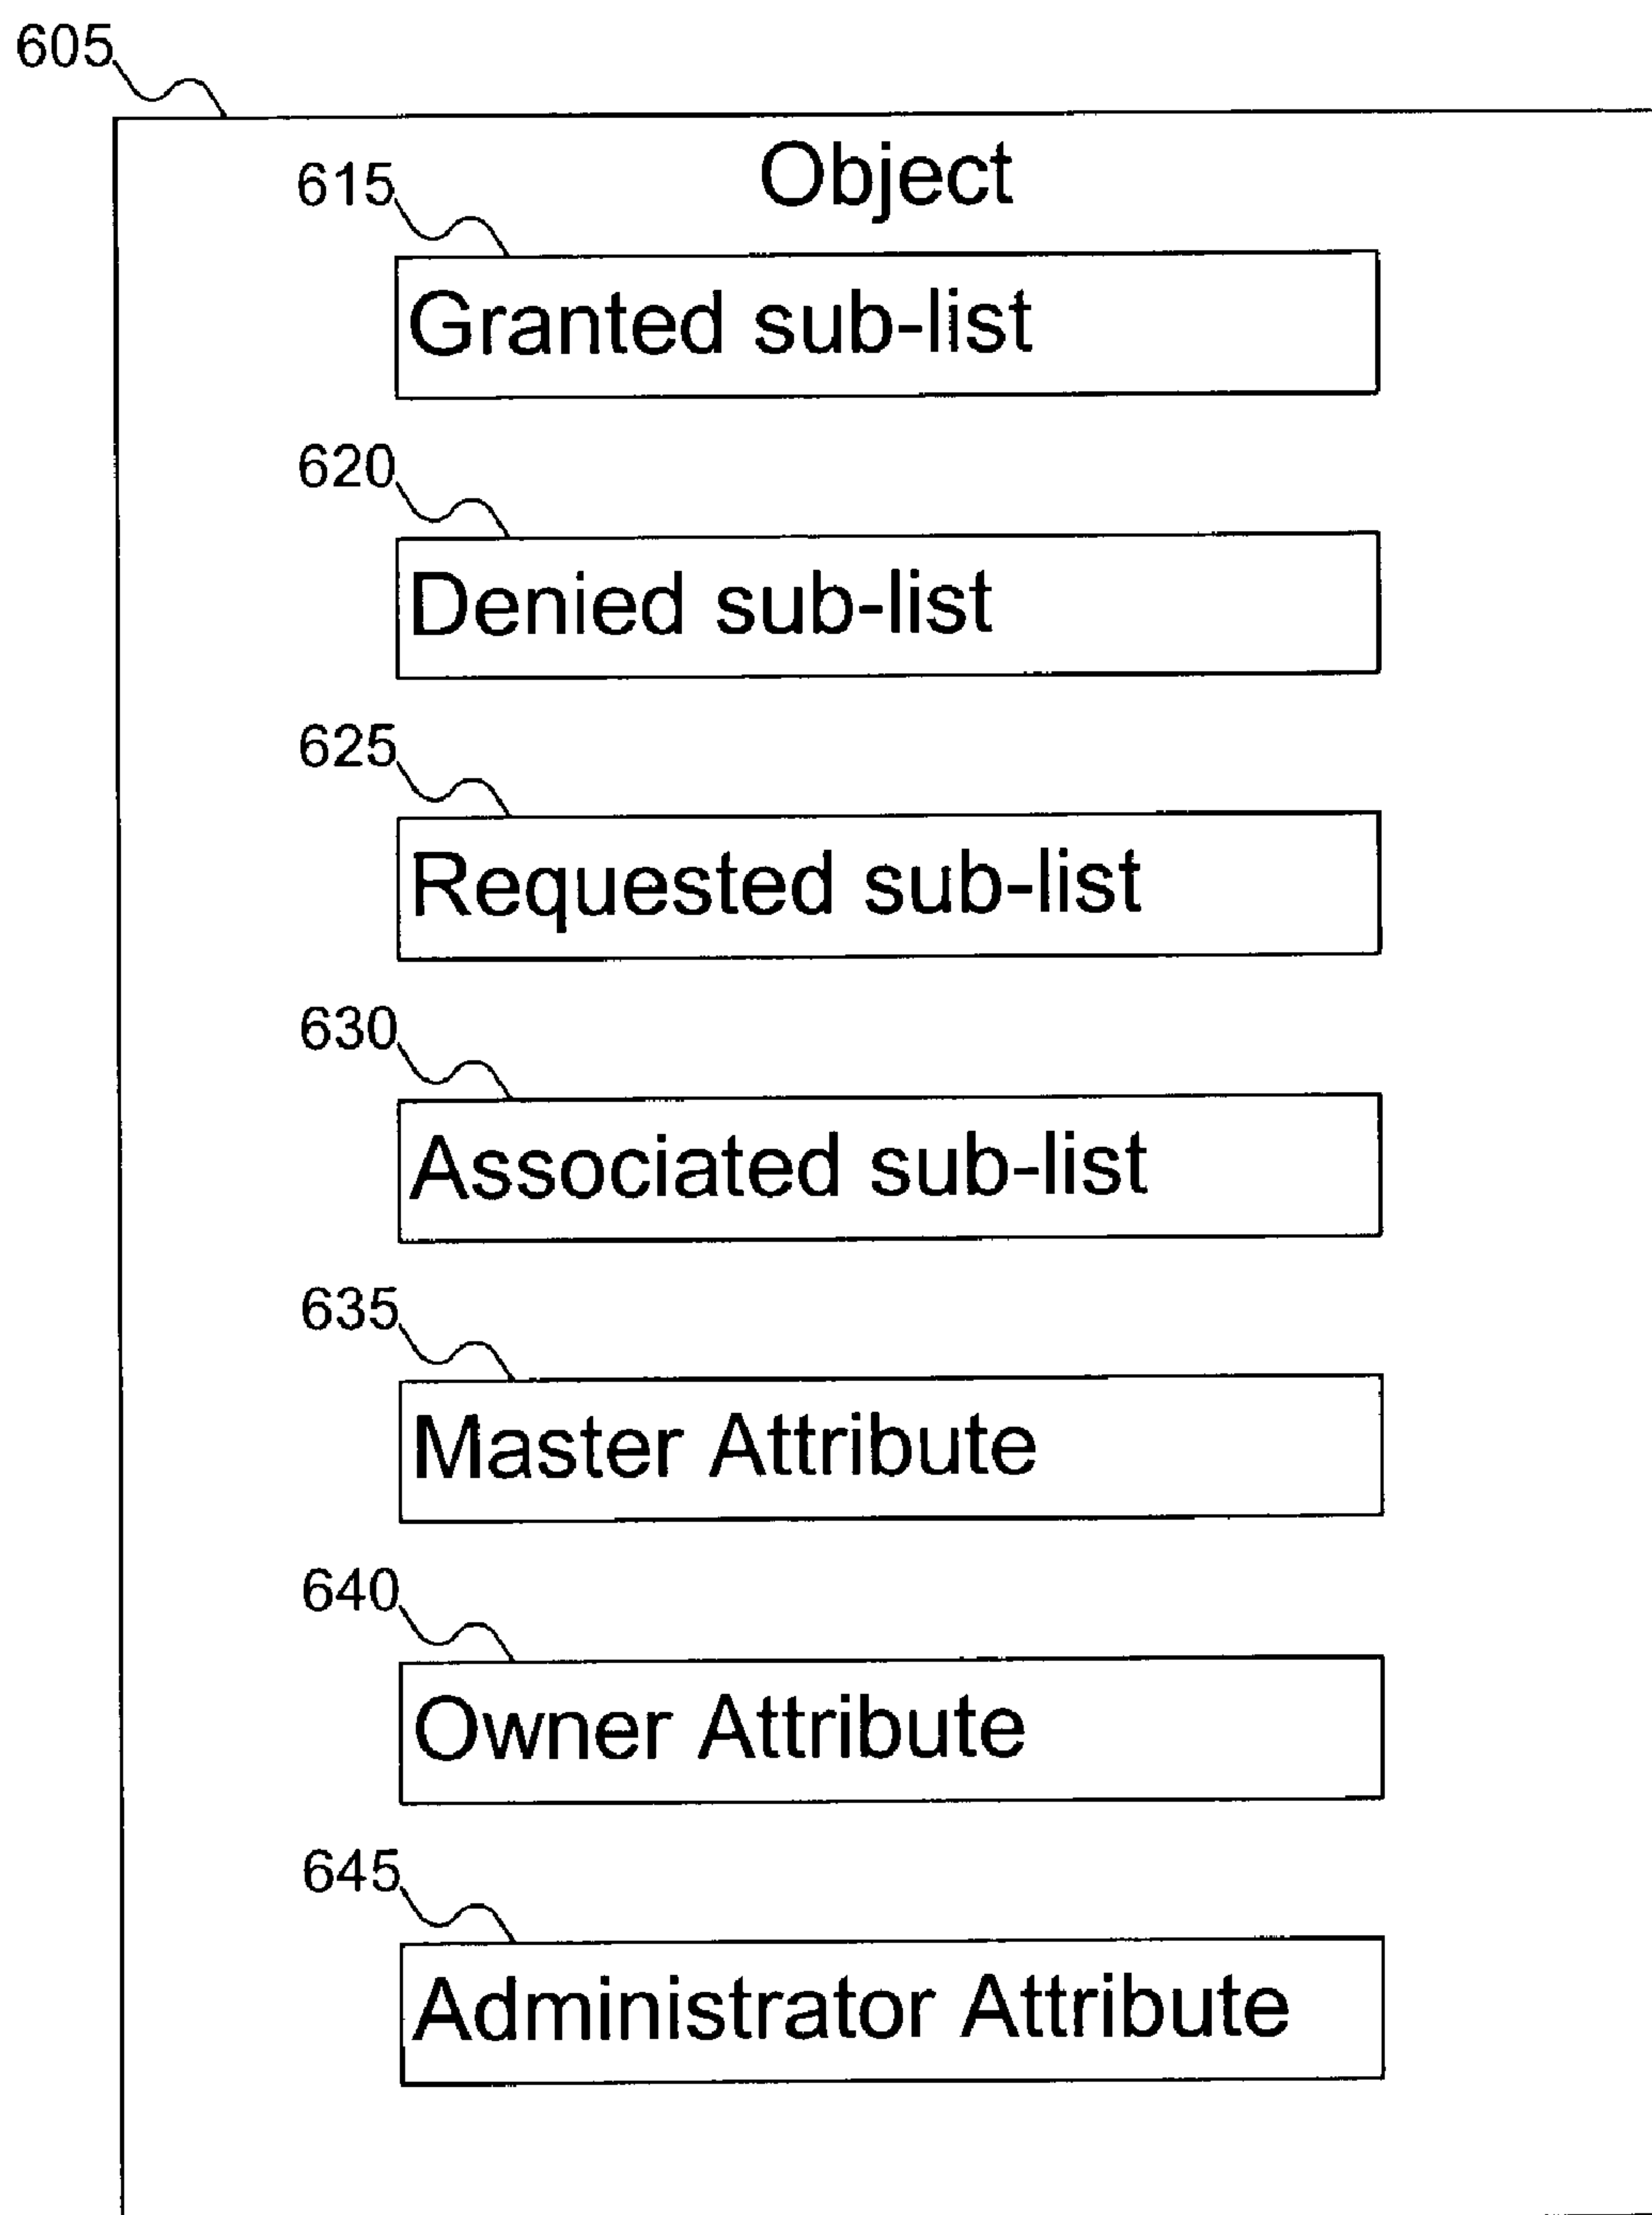 605
Object
615
Granted sub-list
620
Denied sub-list
625
Requested sub-list
630
Associated sub-list
635
Master Attribute
640
Owner Attribute
645
Administrator Attribute